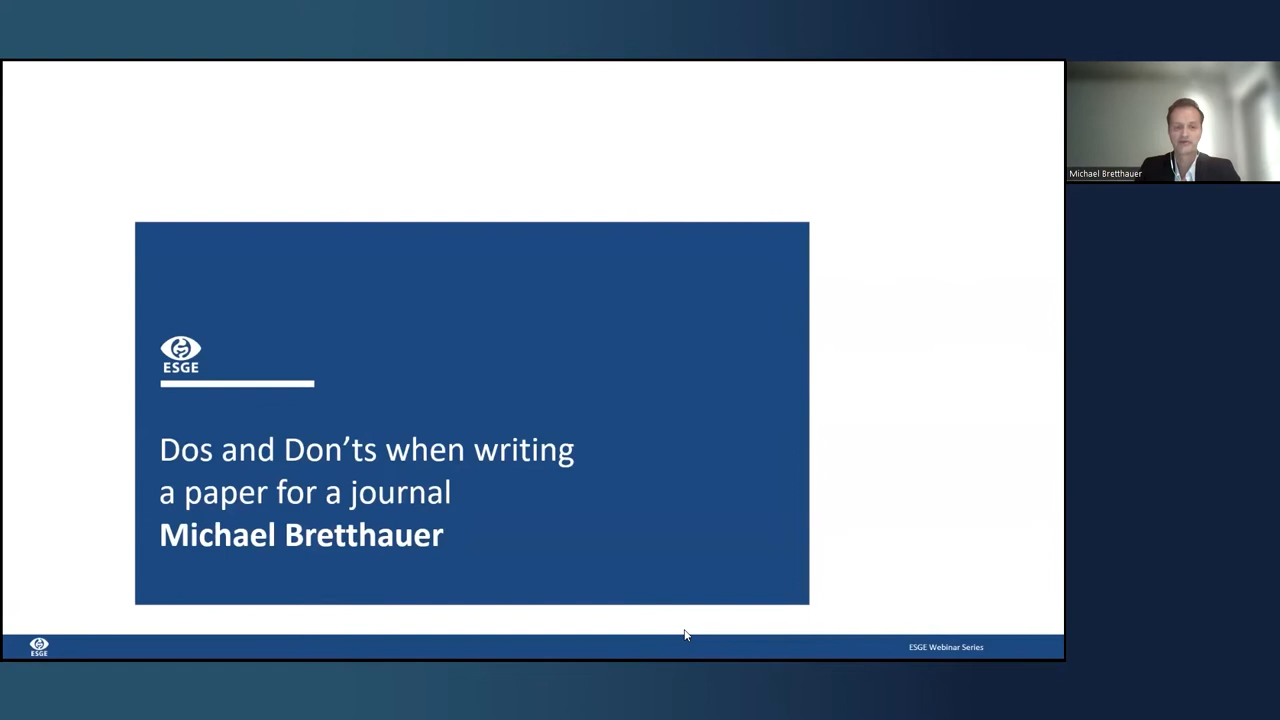 Michael Bretthauer
ESGE
Dos and Don’ts when writing
a paper for a journal
Michael Bretthauer
ESGE
ESGE Webinar Series